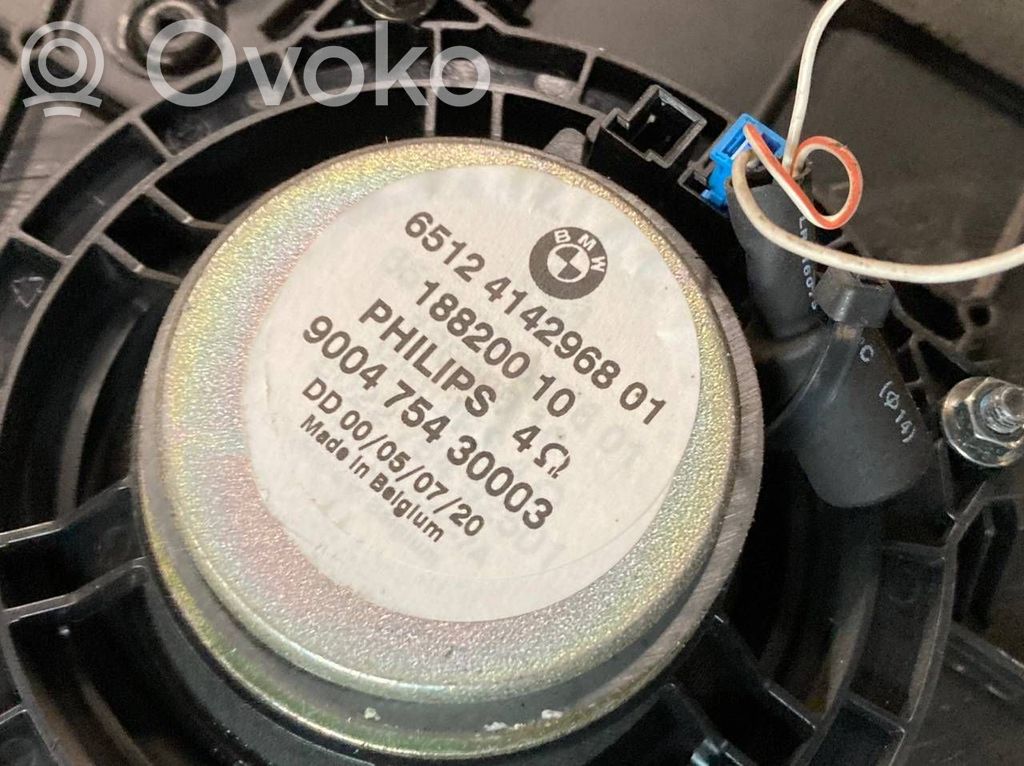 Ovoko
BMW
6512 4142968 01
188200 10
PHILIPS 4Ω
9004 754 30003
DD 00/05/07/20
Made in Belgium
(Ø14)